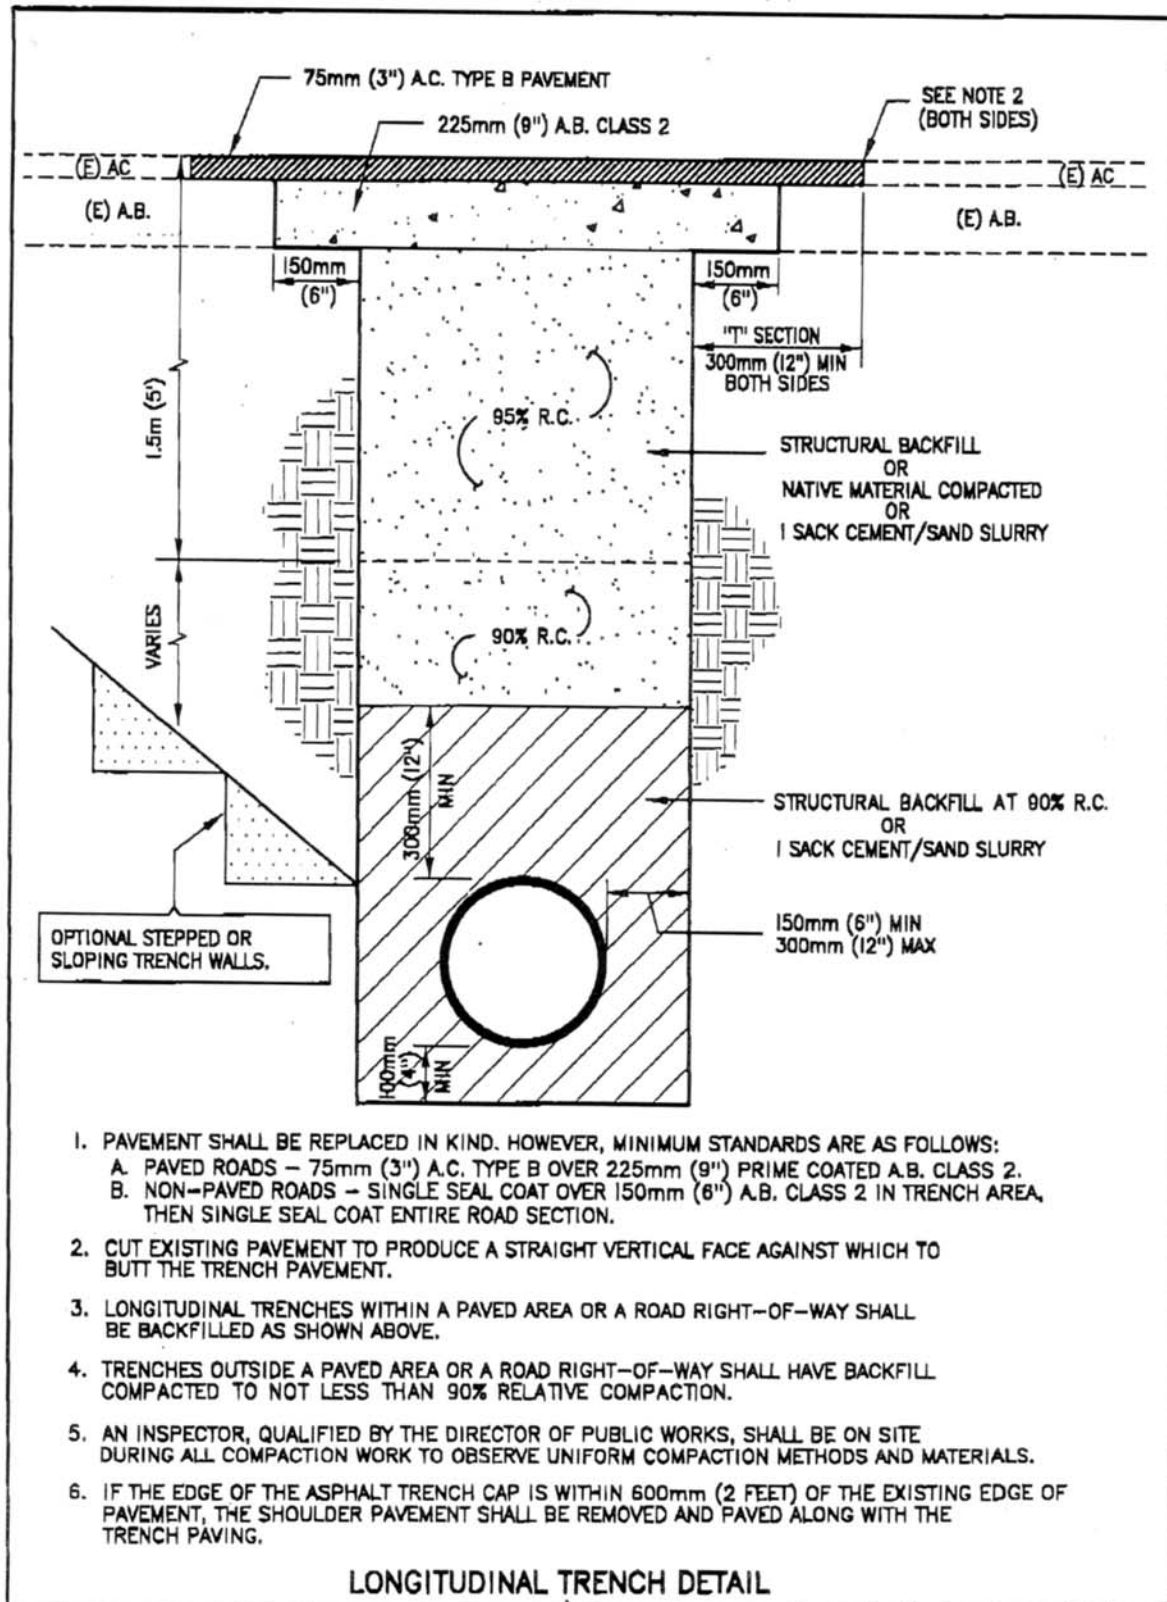 75mm (3") A.C. TYPE B PAVEMENT
SEE NOTE 2
(BOTH SIDES)
225mm (9") A.B. CLASS 2
(E) AC
(E) AC
(E) A.B.
(E) A.B.
150mm
(6")
150mm
(6")
"T" SECTION
300mm (12") MIN
BOTH SIDES
1.5m (5')
95% R.C.
STRUCTURAL BACKFILL
OR
NATIVE MATERIAL COMPACTED
OR
1 SACK CEMENT/SAND SLURRY
VARIES
90% R.C.
300mm (12")
MIN
STRUCTURAL BACKFILL AT 90% R.C.
OR
1 SACK CEMENT/SAND SLURRY
OPTIONAL STEPPED OR
SLOPING TRENCH WALLS.
150mm (6") MIN
300mm (12") MAX
100mm
(4")
MIN
1. PAVEMENT SHALL BE REPLACED IN KIND. HOWEVER, MINIMUM STANDARDS ARE AS FOLLOWS:
A. PAVED ROADS – 75mm (3") A.C. TYPE B OVER 225mm (9") PRIME COATED A.B. CLASS 2.
B. NON-PAVED ROADS – SINGLE SEAL COAT OVER 150mm (6") A.B. CLASS 2 IN TRENCH AREA,
THEN SINGLE SEAL COAT ENTIRE ROAD SECTION.
2. CUT EXISTING PAVEMENT TO PRODUCE A STRAIGHT VERTICAL FACE AGAINST WHICH TO
BUTT THE TRENCH PAVEMENT.
3. LONGITUDINAL TRENCHES WITHIN A PAVED AREA OR A ROAD RIGHT-OF-WAY SHALL
BE BACKFILLED AS SHOWN ABOVE.
4. TRENCHES OUTSIDE A PAVED AREA OR A ROAD RIGHT-OF-WAY SHALL HAVE BACKFILL
COMPACTED TO NOT LESS THAN 90% RELATIVE COMPACTION.
5. AN INSPECTOR, QUALIFIED BY THE DIRECTOR OF PUBLIC WORKS, SHALL BE ON SITE
DURING ALL COMPACTION WORK TO OBSERVE UNIFORM COMPACTION METHODS AND MATERIALS.
6. IF THE EDGE OF THE ASPHALT TRENCH CAP IS WITHIN 600mm (2 FEET) OF THE EXISTING EDGE OF
PAVEMENT, THE SHOULDER PAVEMENT SHALL BE REMOVED AND PAVED ALONG WITH THE
TRENCH PAVING.
LONGITUDINAL TRENCH DETAIL